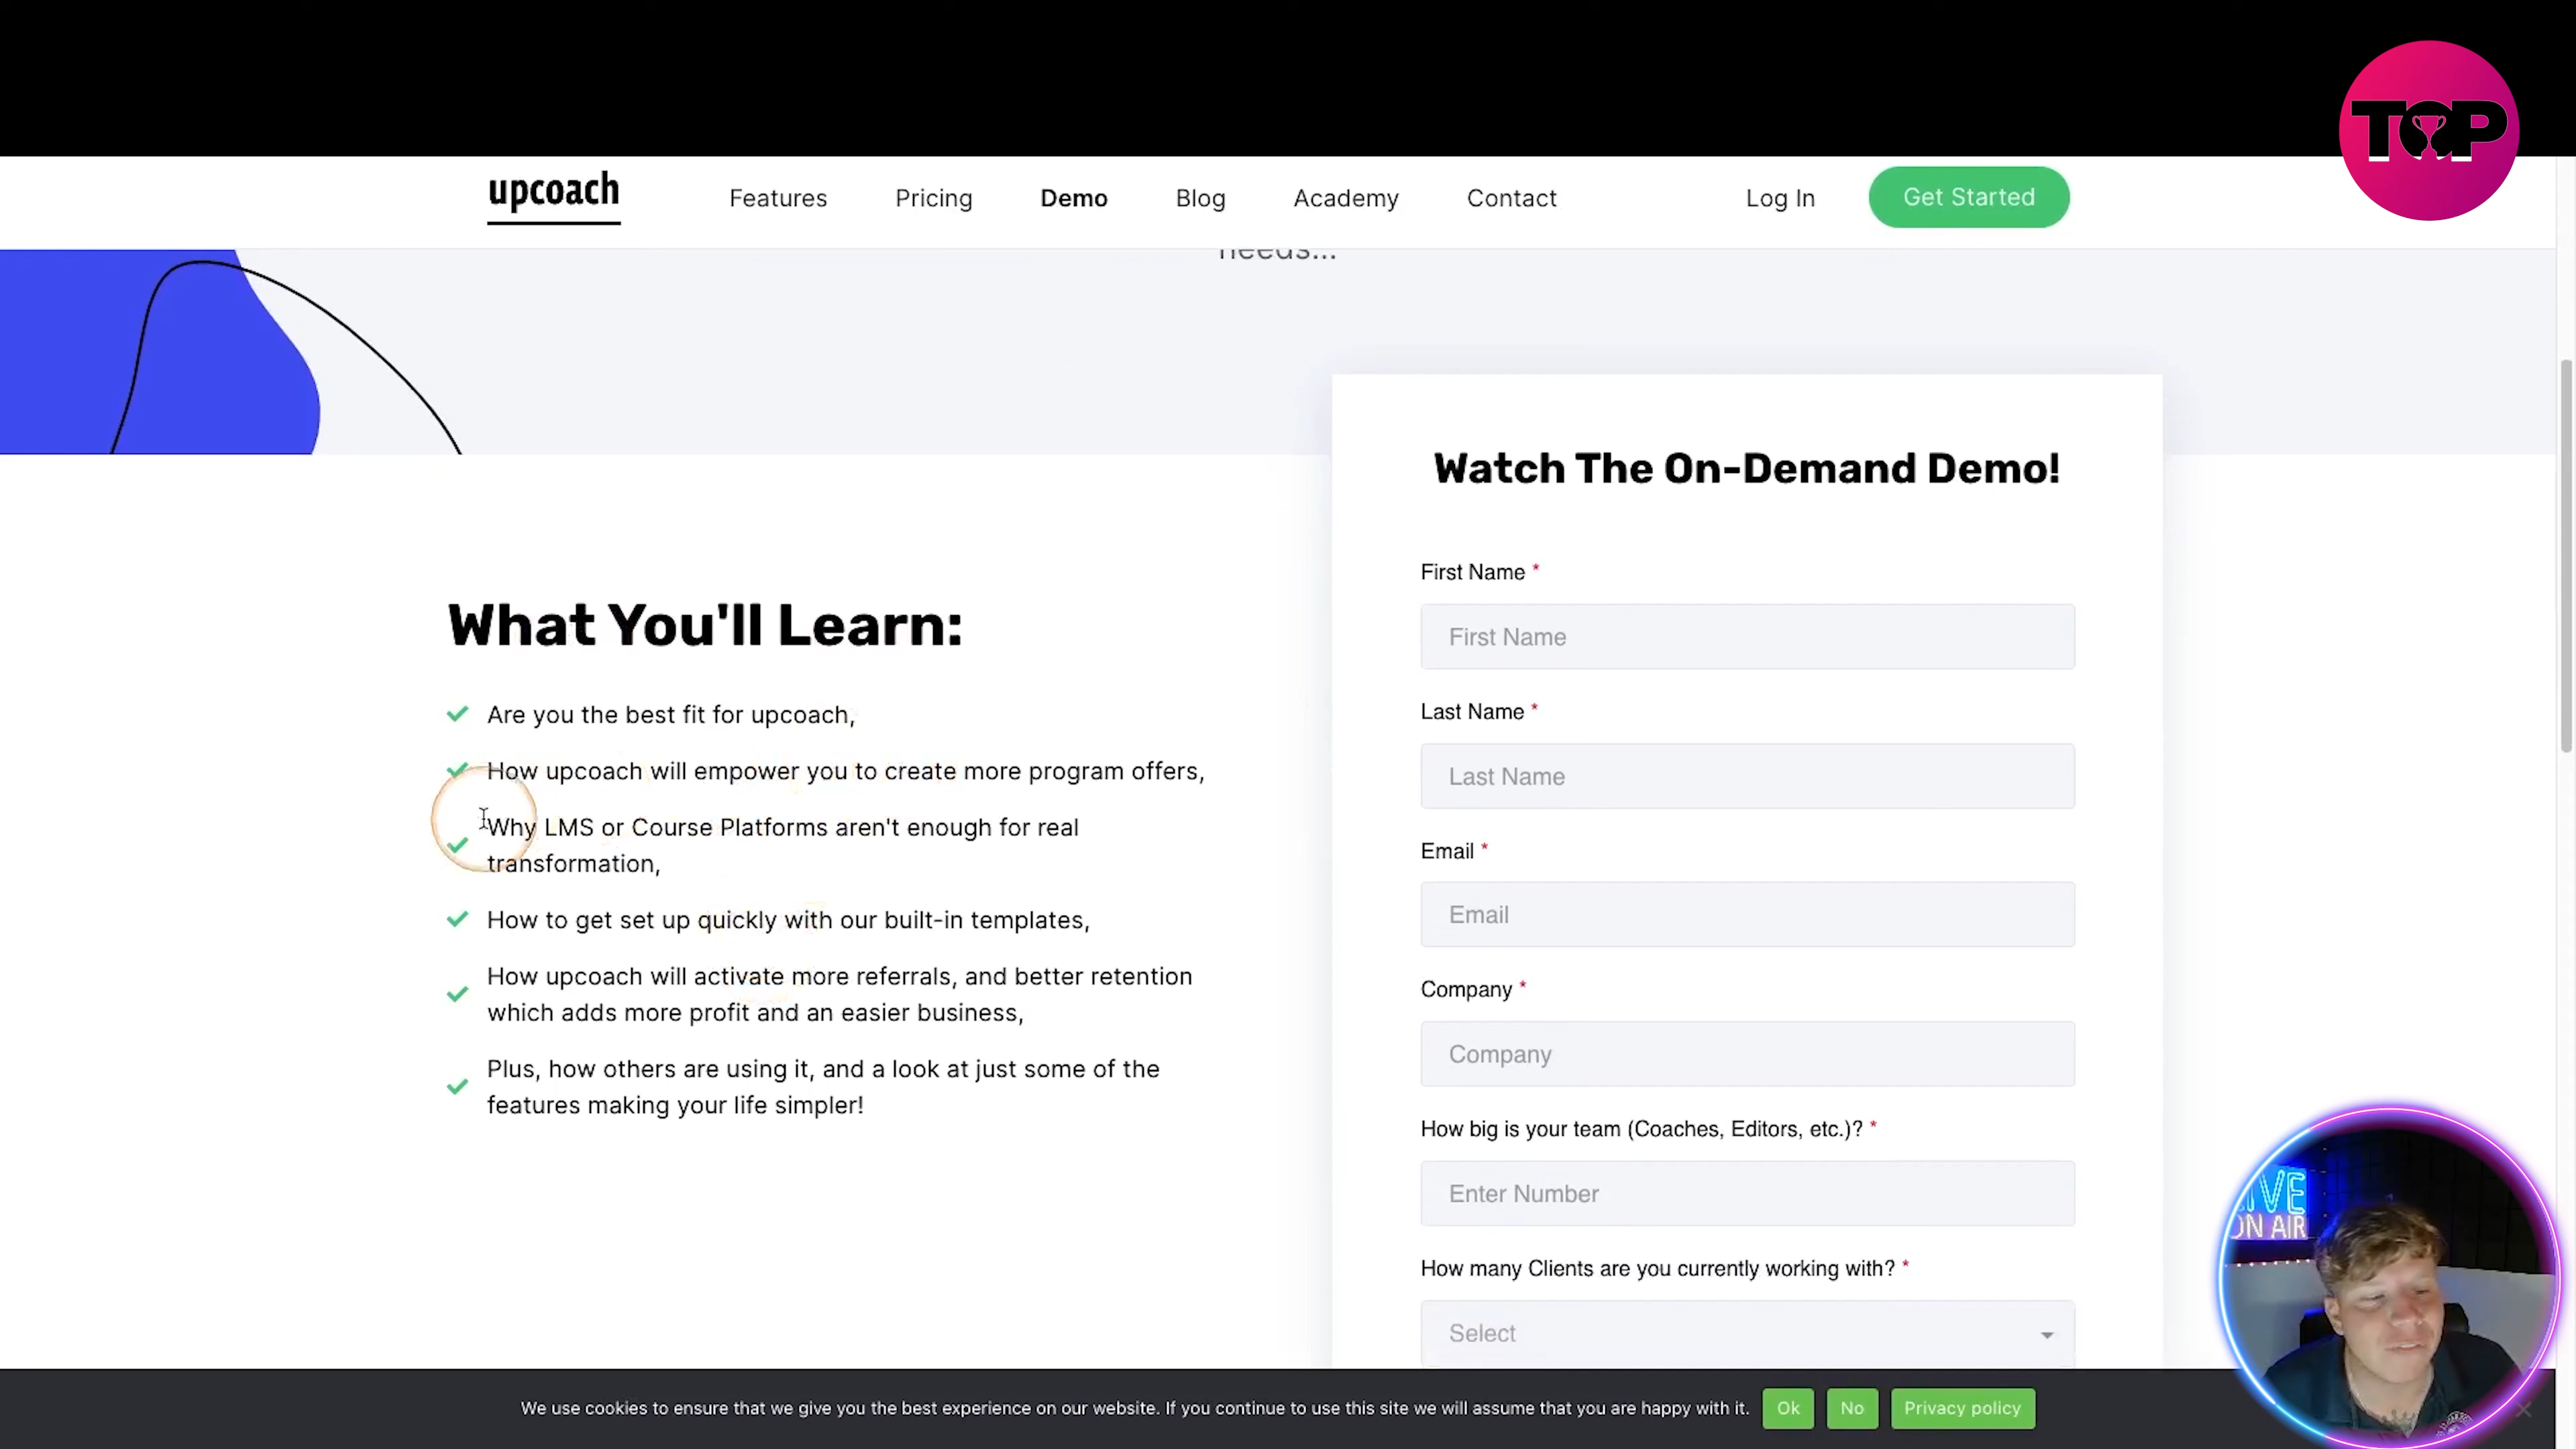 TOP
upcoach
Features
Pricing
Demo
Blog
Academy
Contact
Log In
Get Started
needs...
What You'll Learn:
Are you the best fit for upcoach,
How upcoach will empower you to create more program offers,
Why LMS or Course Platforms aren't enough for real
transformation,
How to get set up quickly with our built-in templates,
How upcoach will activate more referrals, and better retention
which adds more profit and an easier business,
Plus, how others are using it, and a look at just some of the
features making your life simpler!
Watch The On-Demand Demo!
First Name *
First Name
Last Name *
Last Name
Email *
Email
Company *
Company
How big is your team (Coaches, Editors, etc.)? *
Enter Number
How many Clients are you currently working with? *
Select
LIVE
ON AIR
We use cookies to ensure that we give you the best experience on our website. If you continue to use this site we will assume that you are happy with it.
Ok
No
Privacy policy